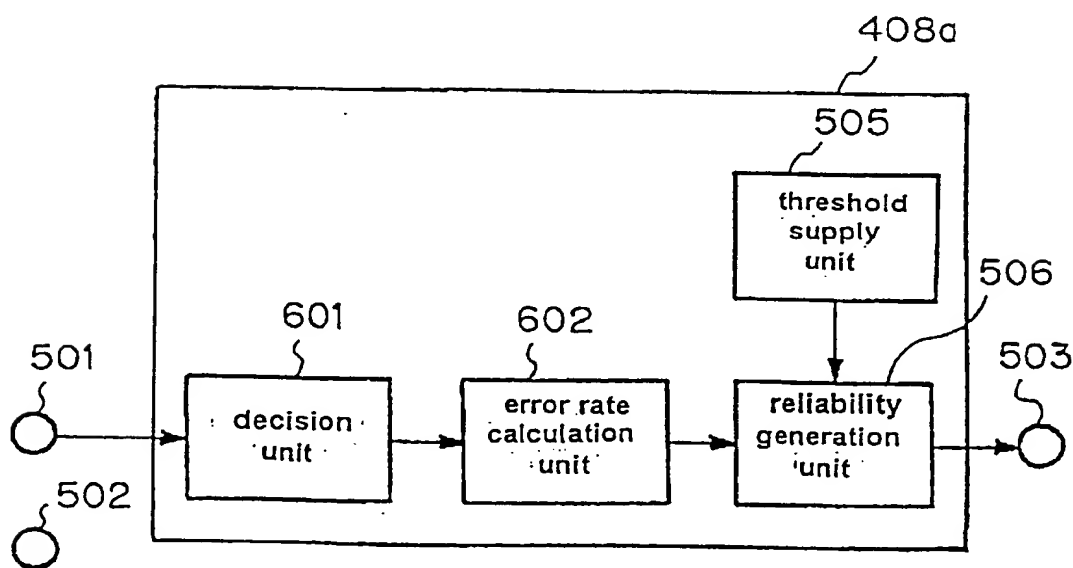 408a
505
threshold
supply
unit
506
601
602
501
503
decision
unit
error rate
calculation
unit
reliability
generation
unit
502